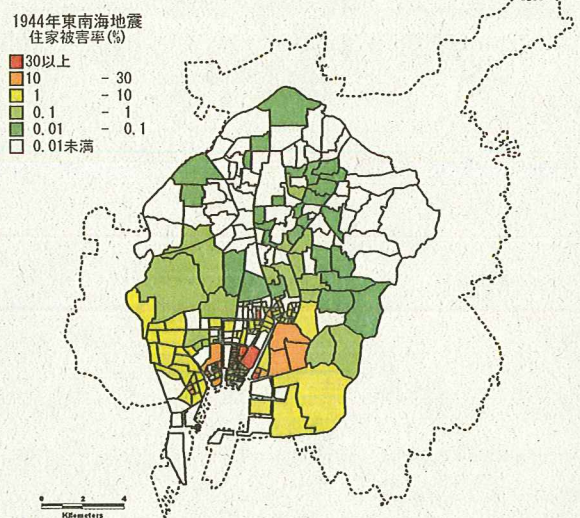 1944年東南海地震
住家被害率(%)
30以上
10 - 30
1 - 10
0.1 - 1
0.01 - 0.1
0.01未満
0 2 4
Kilometers